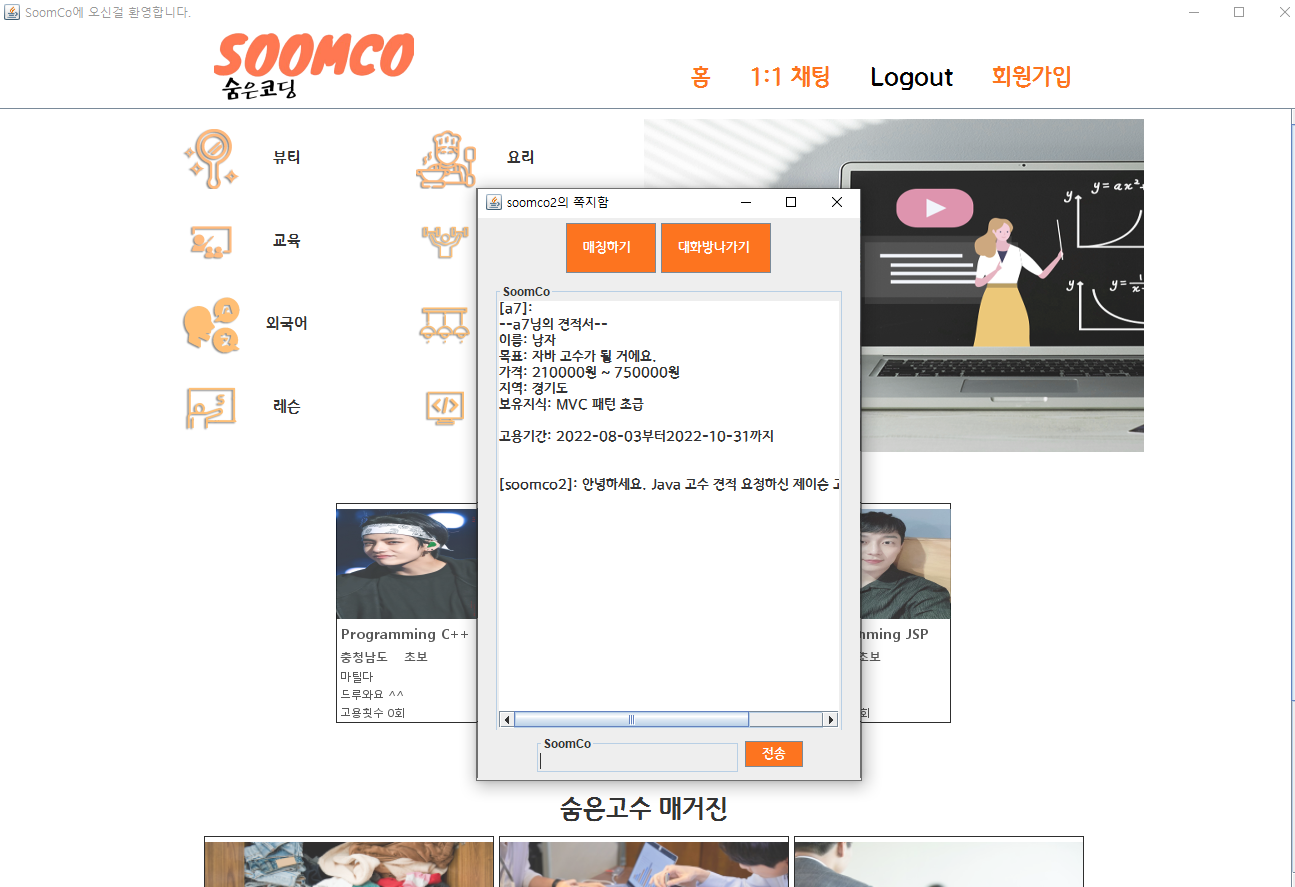 SoomCo에 오신걸 환영합니다.
SOOMCO
숨은코딩
홈
1:1 채팅
Logout
회원가입
뷰티
요리
교육
외국어
레슨
y
y = ax²+
y
y =
soomco2의 쪽지함
매칭하기
대화방나가기
SoomCo
[a7]:
--a7님의 견적서--
이름: 남자
목표: 자바 고수가 될 거에요.
가격: 210000원 ~ 750000원
지역: 경기도
보유지식: MVC 패턴 초급
고용기간: 2022-08-03부터2022-10-31까지
[soomco2]: 안녕하세요. Java 고수 견적 요청하신 제이슨
SoomCo
전송
Programming C++
충청남도 초보
마틸다
드루와요 ^^
고용횟수 0회
mming JSP
초보
회
숨은고수 매거진